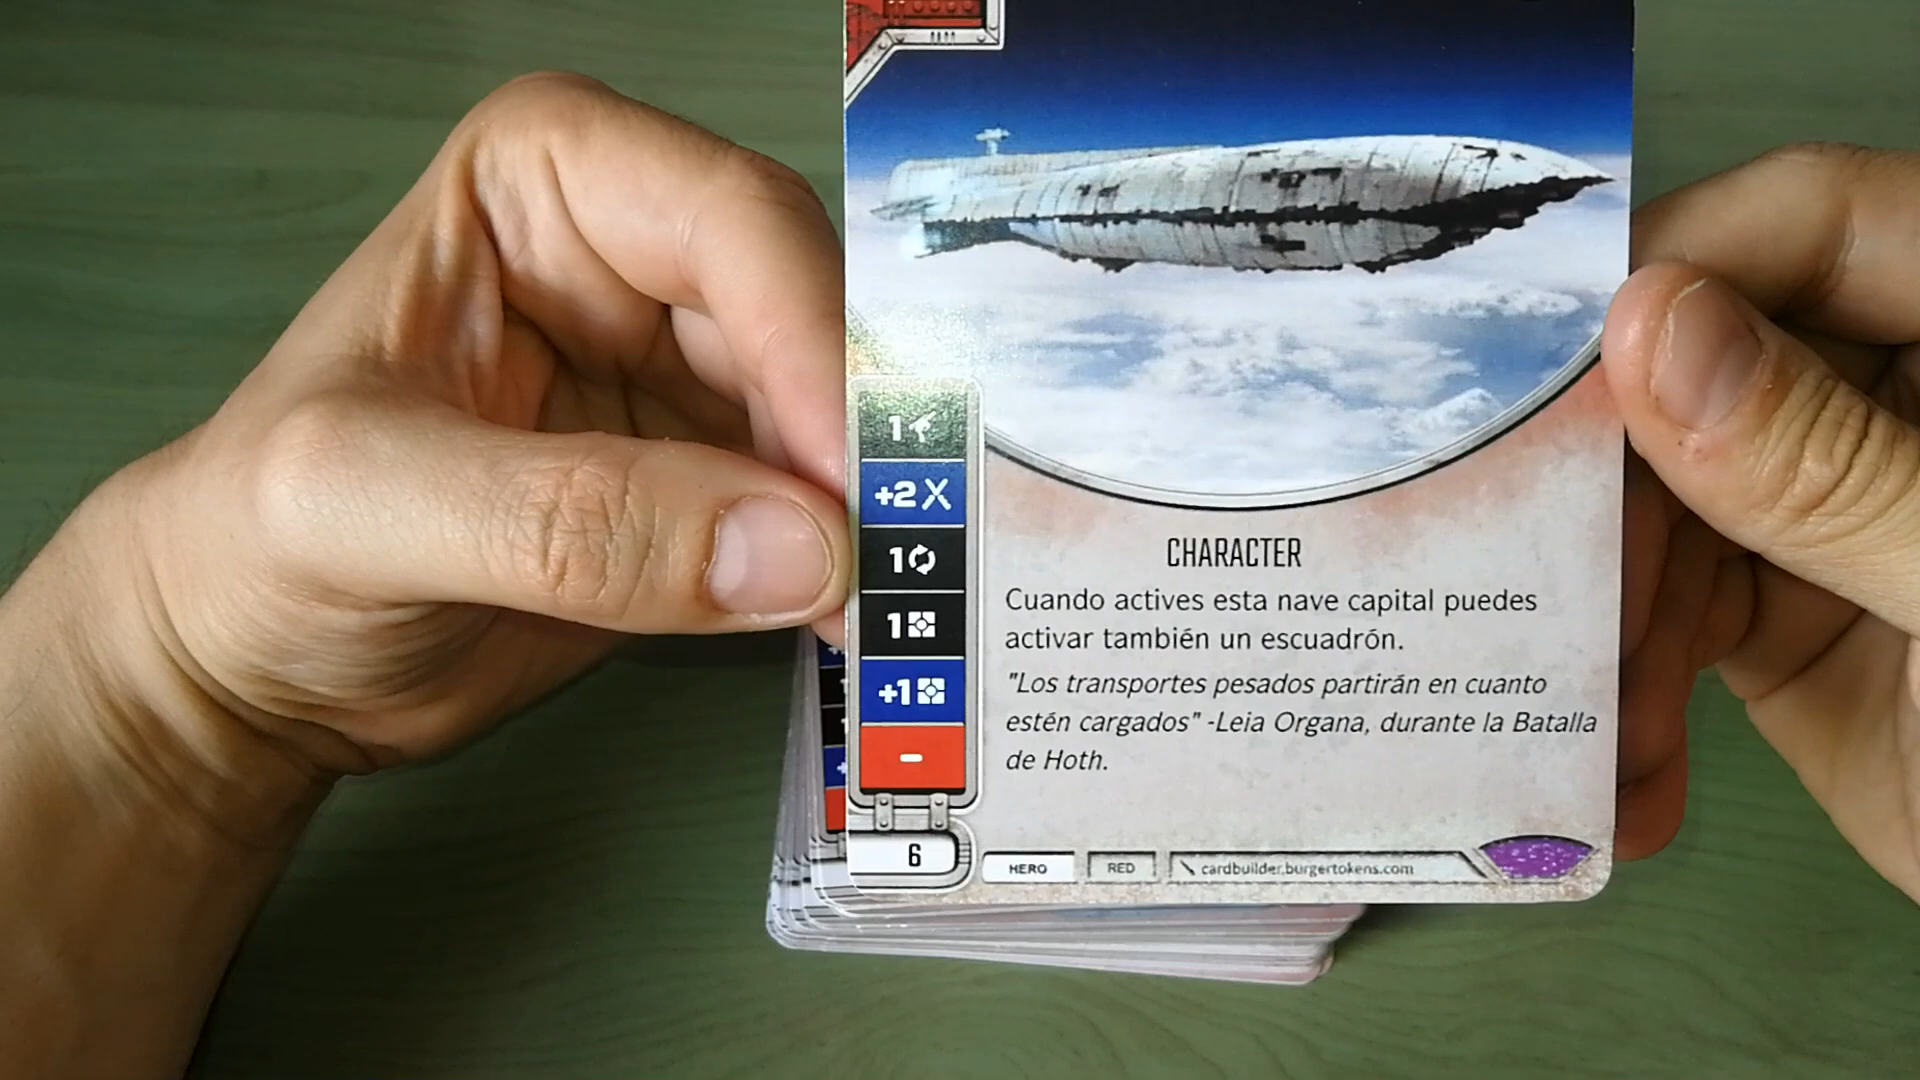 1
+2
1
1
+1
-
6
CHARACTER
Cuando actives esta nave capital puedes
activar también un escuadrón.
"Los transportes pesados partirán en cuanto
estén cargados" -Leia Organa, durante la Batalla
de Hoth.
HERO
RED
cardbuilder.burgertokens.com